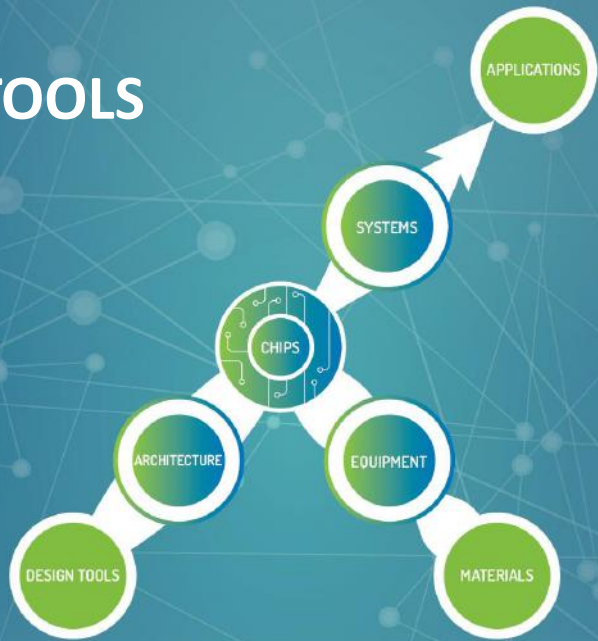 TOOLS
APPLICATIONS
SYSTEMS
CHIPS
ARCHITECTURE
EQUIPMENT
DESIGN TOOLS
MATERIALS